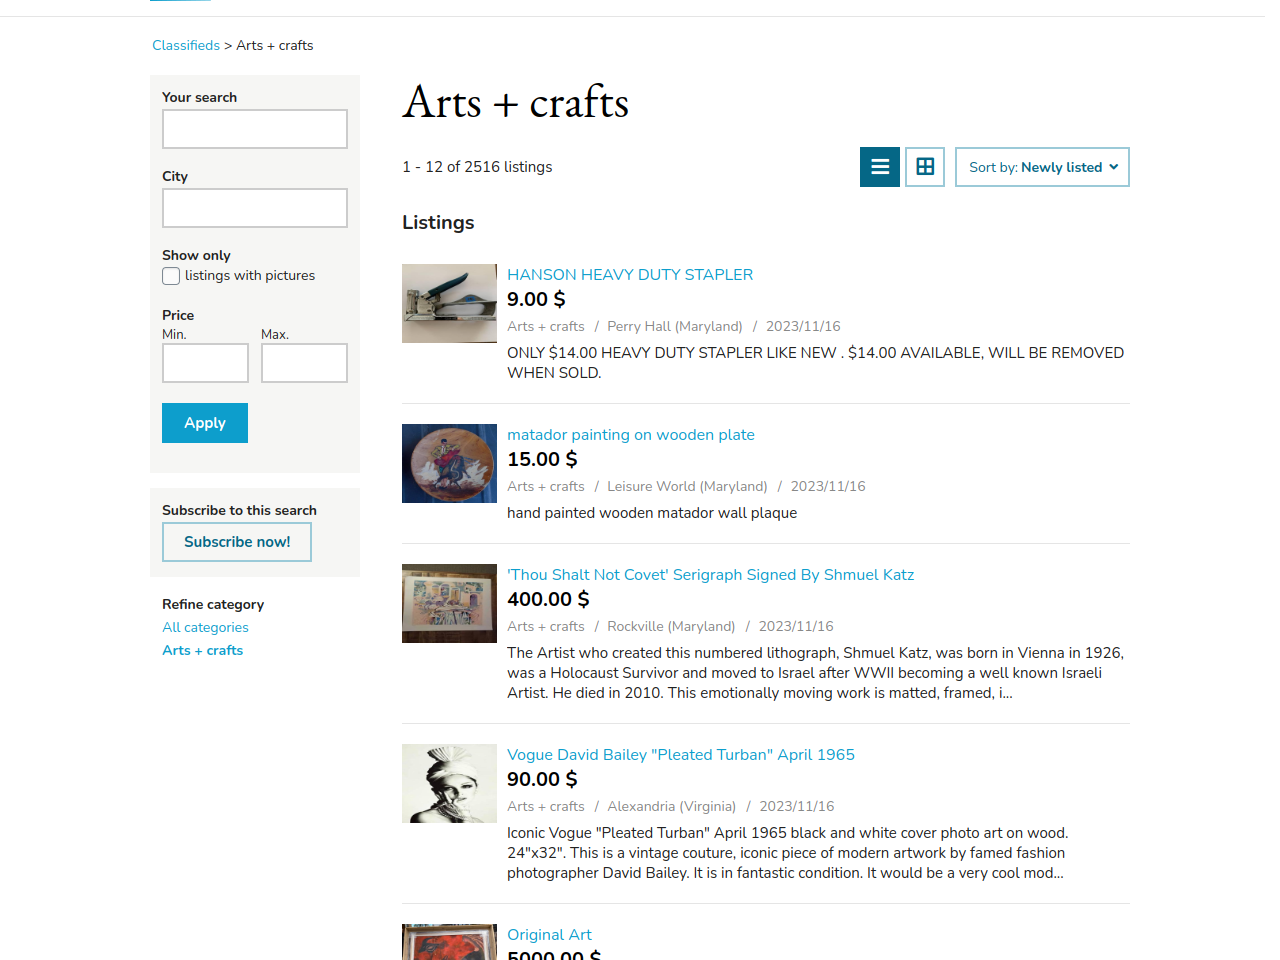 Classifieds > Arts + crafts
Your search
City
Show only
listings with pictures
Price
Min.
Max.
Apply
Subscribe to this search
Subscribe now!
Refine category
All categories
Arts + crafts
Arts + crafts
1 - 12 of 2516 listings
Sort by: Newly listed
Listings
HANSON HEAVY DUTY STAPLER
9.00 $
Arts + crafts / Perry Hall (Maryland) / 2023/11/16
ONLY $14.00 HEAVY DUTY STAPLER LIKE NEW . $14.00 AVAILABLE, WILL BE REMOVED
WHEN SOLD.
matador painting on wooden plate
15.00 $
Arts + crafts / Leisure World (Maryland) / 2023/11/16
hand painted wooden matador wall plaque
'Thou Shalt Not Covet' Serigraph Signed By Shmuel Katz
400.00 $
Arts + crafts / Rockville (Maryland) / 2023/11/16
The Artist who created this numbered lithograph, Shmuel Katz, was born in Vienna in 1926,
was a Holocaust Survivor and moved to Israel after WWII becoming a well known Israeli
Artist. He died in 2010. This emotionally moving work is matted, framed, i...
Vogue David Bailey "Pleated Turban" April 1965
90.00 $
Arts + crafts / Alexandria (Virginia) / 2023/11/16
Iconic Vogue "Pleated Turban" April 1965 black and white cover photo art on wood.
24"x32". This is a vintage couture, iconic piece of modern artwork by famed fashion
photographer David Bailey. It is in fantastic condition. It would be a very cool mod...
Original Art
5000.00 $